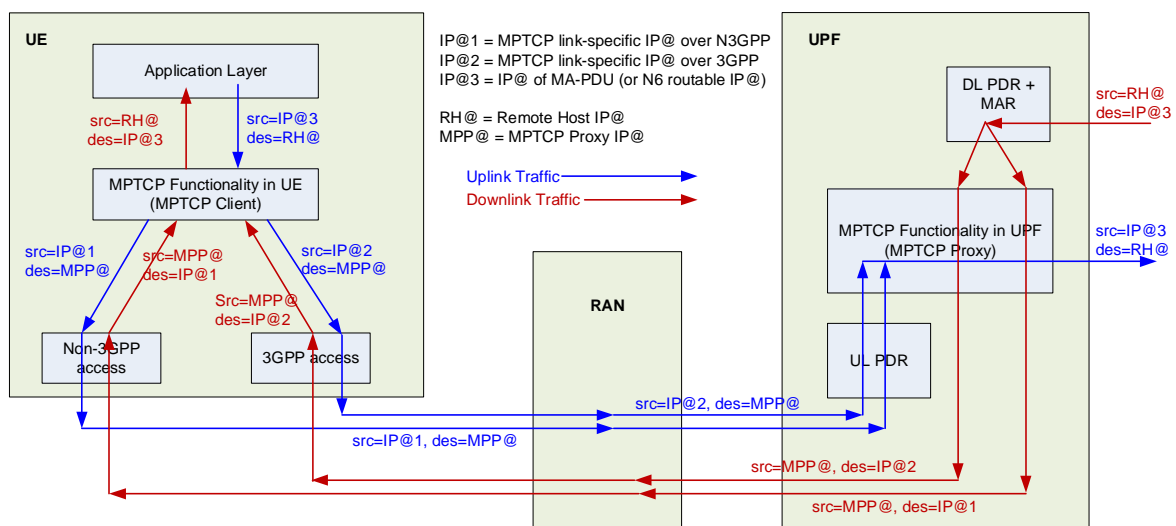 UE
Application Layer
src=RH@
des=IP@3
src=IP@3
des=RH@
MPTCP Functionality in UE
(MPTCP Client)
src=IP@1
des=MPP@
src=MPP@
des=IP@1
src=IP@2
des=MPP@
Src=MPP@
des=IP@2
Non-3GPP
access
3GPP access
IP@1 = MPTCP link-specific IP@ over N3GPP
IP@2 = MPTCP link-specific IP@ over 3GPP
IP@3 = IP@ of MA-PDU (or N6 routable IP@)
RH@ = Remote Host IP@
MPP@ = MPTCP Proxy IP@
Uplink Traffic
Downlink Traffic
RAN
UPF
DL PDR +
MAR
src=RH@
des=IP@3
MPTCP Functionality in UPF
(MPTCP Proxy)
src=IP@3
des=RH@
UL PDR
src=IP@2, des=MPP@
src=IP@1, des=MPP@
src=MPP@, des=IP@2
src=MPP@, des=IP@1